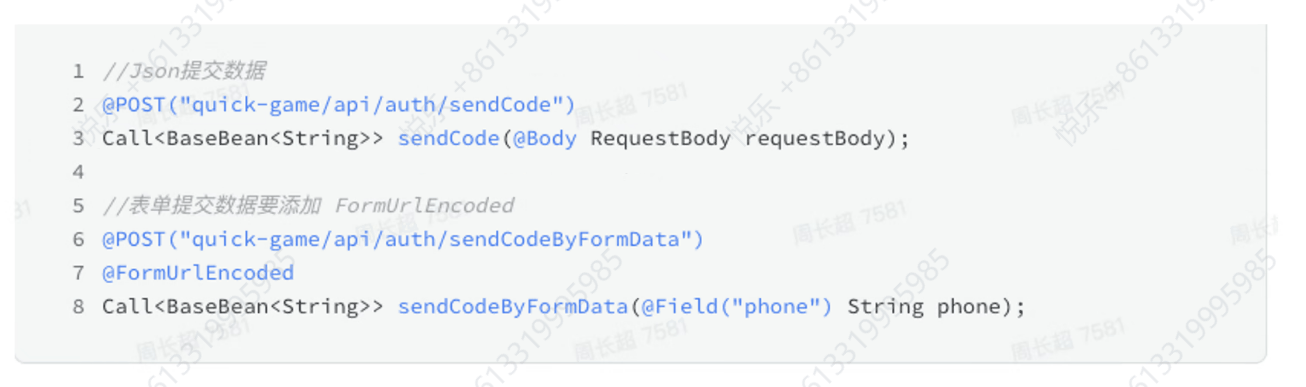 1 //Json提交数据
2 @POST("quick-game/api/auth/sendCode")
3 Call<BaseBean<String>> sendCode(@Body RequestBody requestBody);
4
5 //表单提交数据要添加 FormUrlEncoded
6 @POST("quick-game/api/auth/sendCodeByFormData")
7 @FormUrlEncoded
8 Call<BaseBean<String>> sendCodeByFormData(@Field("phone") String phone);
悦乐 +8613319995985
周长超 7581